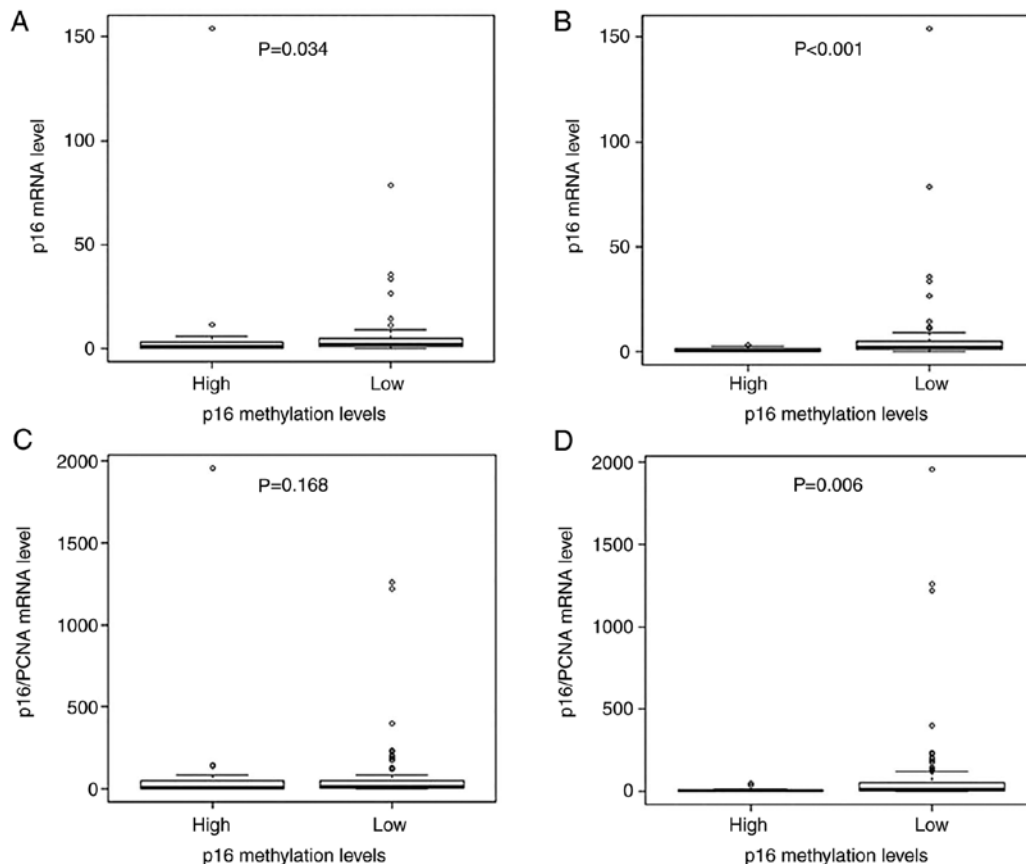 A
P=0.034
150
100
50
0
p16 mRNA level
High
Low
p16 methylation levels
B
P<0.001
150
100
50
0
p16 mRNA level
High
Low
p16 methylation levels
C
P=0.168
2000
1500
1000
500
0
p16/PCNA mRNA level
High
Low
p16 methylation levels
D
P=0.006
2000
1500
1000
500
0
p16/PCNA mRNA level
High
Low
p16 methylation levels